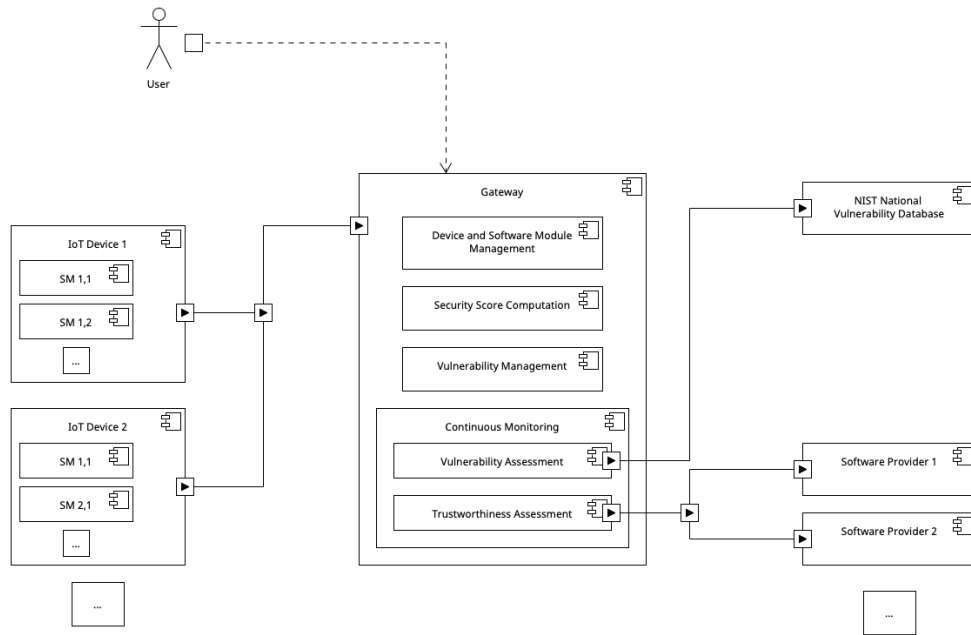 User
Gateway
NIST National
Vulnerability Database
Device and Software Module
Management
IoT Device 1
SM 1,1
SM 1,2
...
Security Score Computation
Vulnerability Management
IoT Device 2
SM 1,1
SM 2,1
...
Continuous Monitoring
Vulnerability Assessment
Trustworthiness Assessment
Software Provider 1
Software Provider 2
...
...